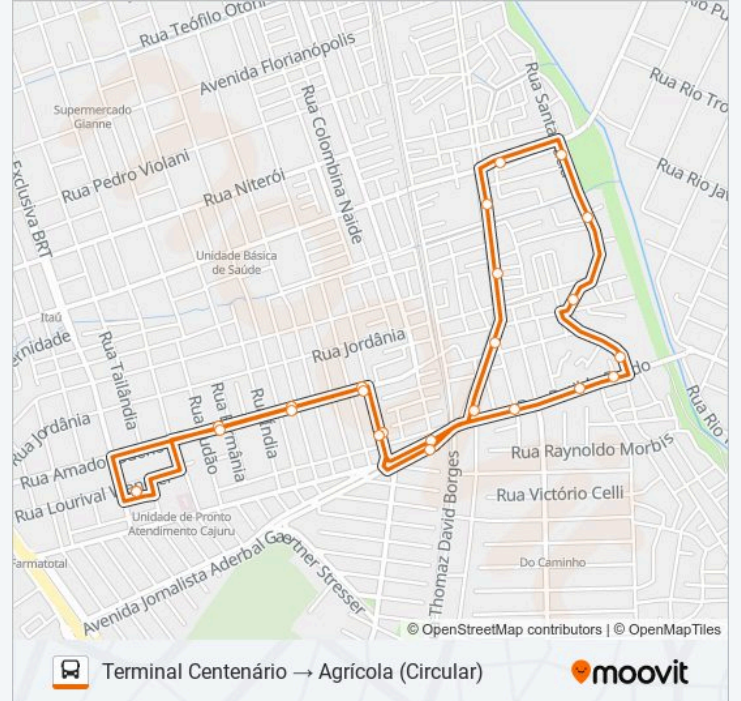 Rua Teófilo Otoni
Avenida Florianópolis
Supermercado
Gianne
Rua Pedro Violani
Rua Niterói
Rua Colombina Naide
Rua Santa
Rua Rio
Rua Rio Jav
Exclusiva BRT
Unidade Básica
de Saúde
Itaú
ernidade
Rua Jordânia
Rua Tailândia
Rua Jordânia
Rua Amado
Rua Lourival
Unidade de Pronto
Atendimento Cajuru
Farmatotal
Avenida Jornalista Aderbal Gaertner Stresser
Rua Raynoldo Morbis
Rua Victório Celli
Thomaz David Borges
Do Caminho
Rua Rio
© OpenStreetMap contributors | © OpenMapTiles
Terminal Centenário → Agrícola (Circular)
moovit